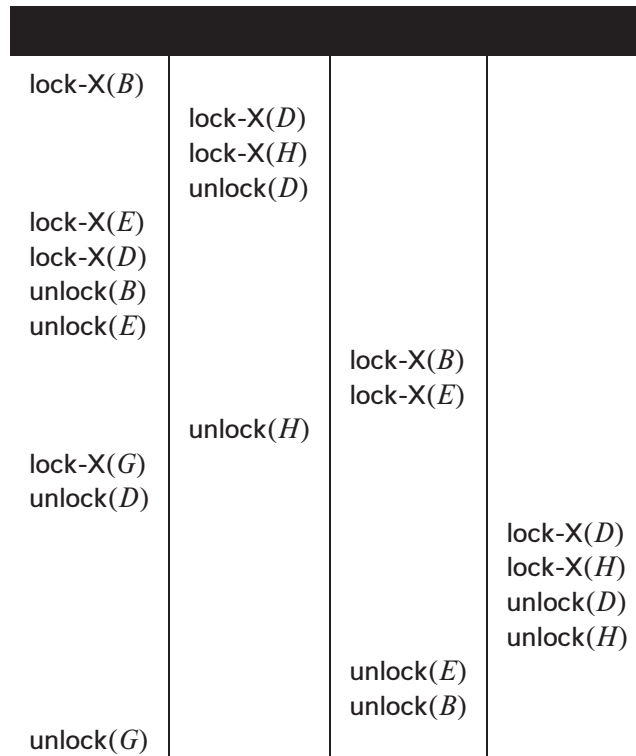 lock-X(B)
lock-X(D)
lock-X(H)
unlock(D)
lock-X(E)
lock-X(D)
unlock(B)
unlock(E)
lock-X(B)
lock-X(E)
unlock(H)
lock-X(G)
unlock(D)
lock-X(D)
lock-X(H)
unlock(D)
unlock(H)
unlock(E)
unlock(B)
unlock(G)